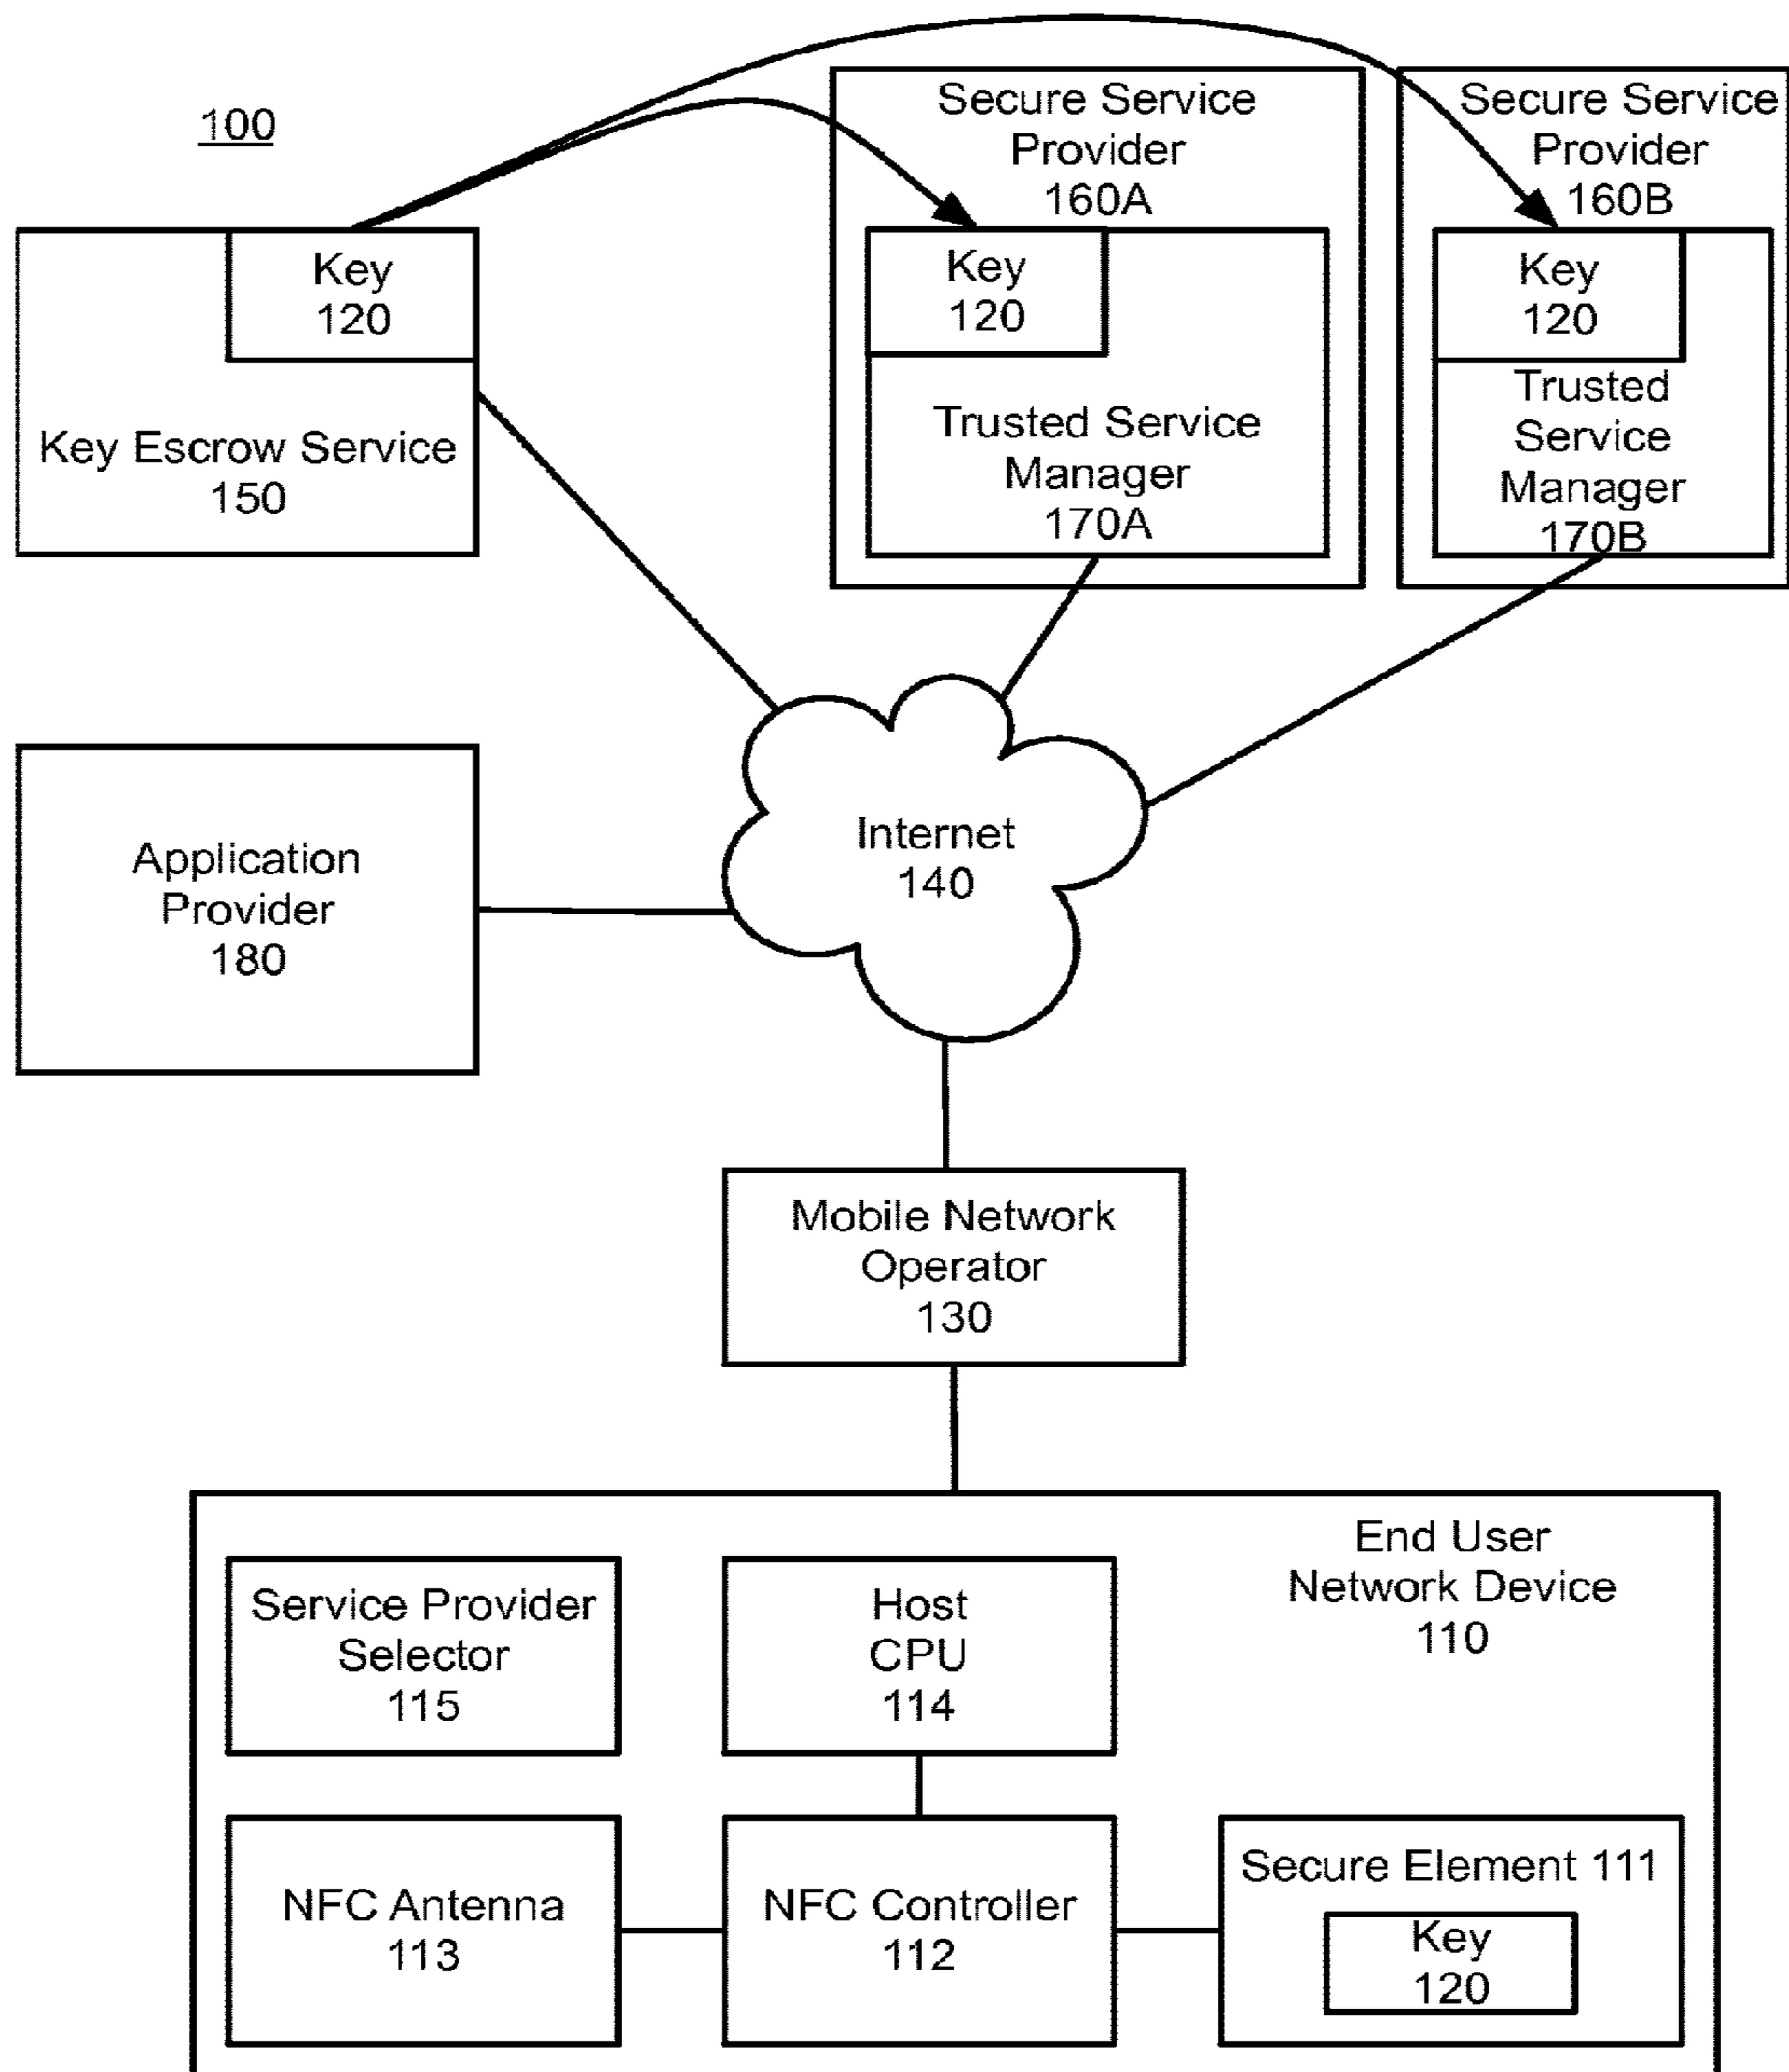 100
Secure Service
Provider
160A
Secure Service
Provider
160B
Key
120
Key Escrow Service
150
Key
120
Trusted Service
Manager
170A
Key
120
Trusted
Service
Manager
170B
Application
Provider
180
Internet
140
Mobile Network
Operator
130
End User
Network Device
110
Service Provider
Selector
115
Host
CPU
114
NFC Antenna
113
NFC Controller
112
Secure Element 111
Key
120